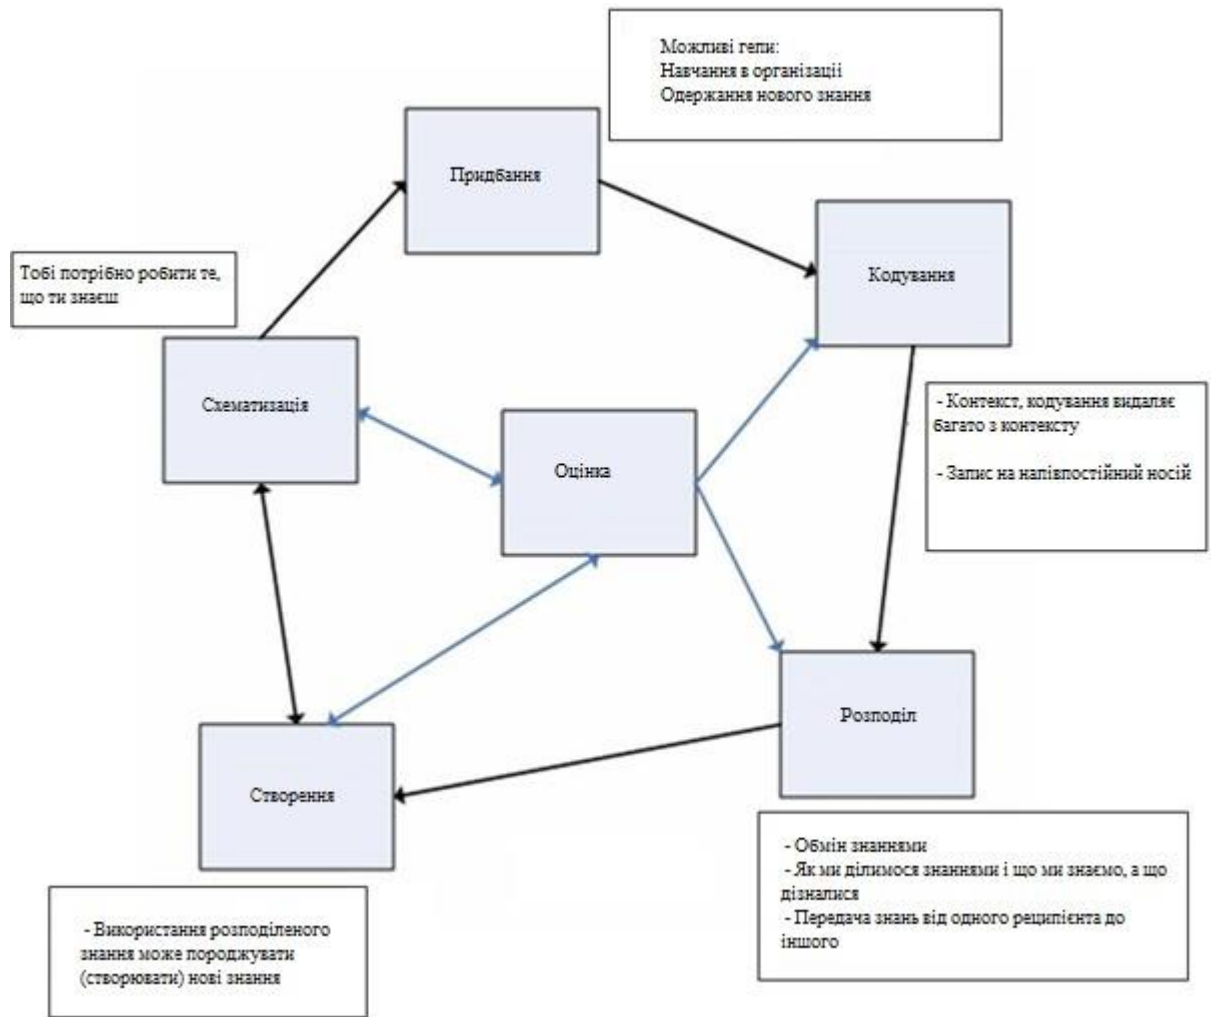 Можливі гепи:
Навчання в організації
Одержання нового знання
Придбання
Кодування
Тобі потрібно робити те,
що ти знаєш
Схематизація
- Контекст, кодування видаляє
багато з контексту
- Запис на напівпостійний носій
Оцінка
Розподіл
Створення
- Обмін знаннями
- Як ми ділимося знаннями і що ми знаємо, а що
дізналися
- Передача знань від одного реципієнта до
іншого
- Використання розподіленого
знання може породжувати
(створювати) нові знання